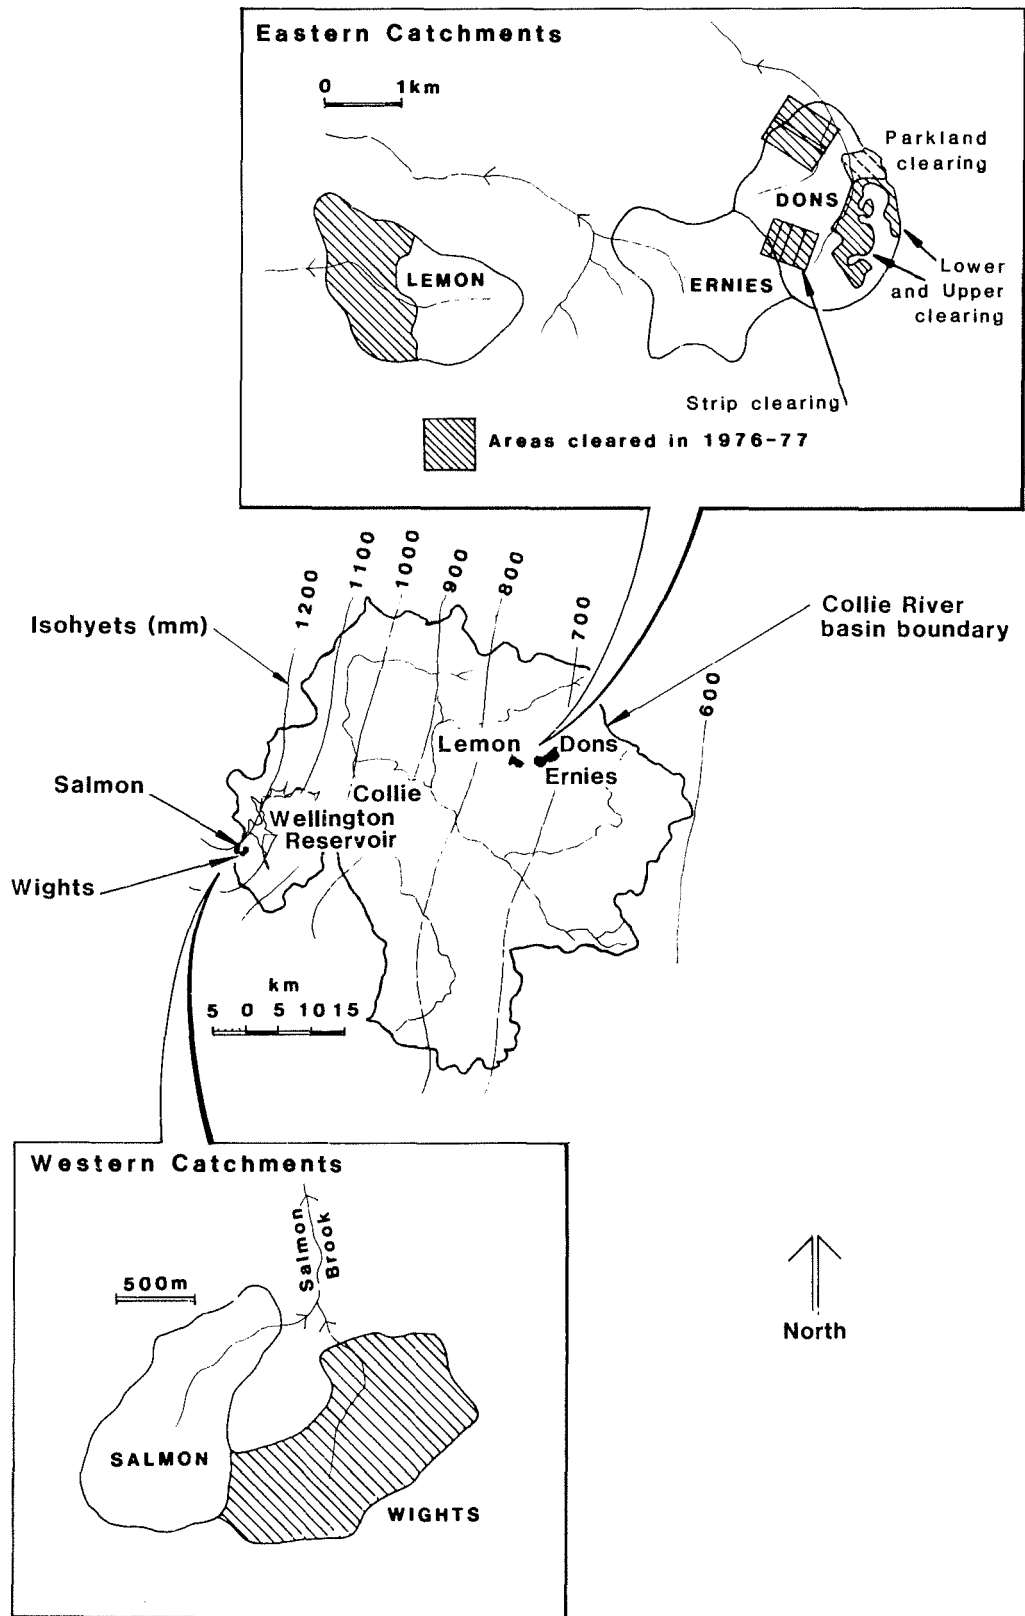 Eastern Catchments
0 1km
Parkland
clearing
DONS
LEMON
ERNIES
Lower
and Upper
clearing
Strip clearing
Areas cleared in 1976-77
1200
1100
1000
900
800
700
600
Isohyets (mm)
Collie River
basin boundary
Lemon
Dons
Ernies
Salmon
Collie
Wellington
Reservoir
Wights
km
5 0 5 10 15
Western Catchments
Salmon
Brook
500m
North
SALMON
WIGHTS